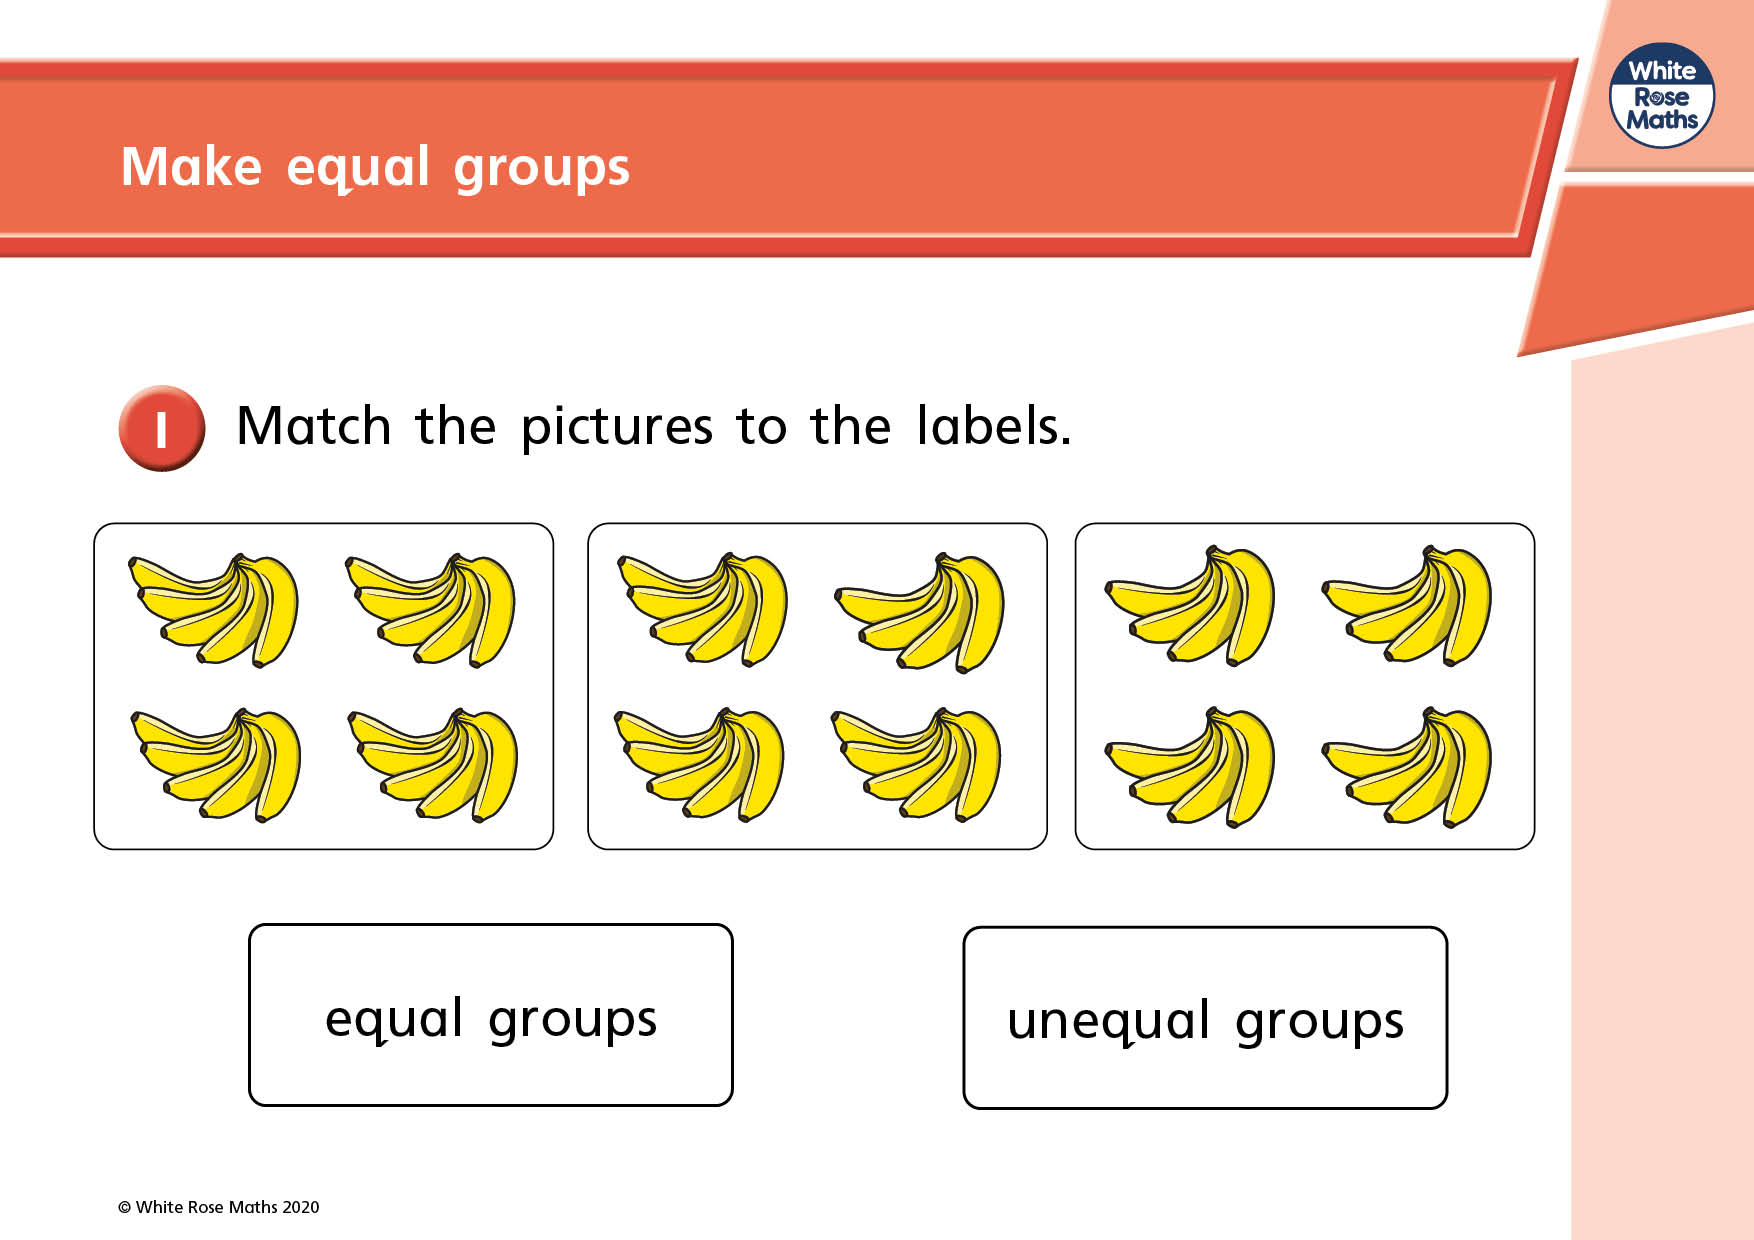 White
Rose
Maths
Make equal groups
1 Match the pictures to the labels.
equal groups
unequal groups
© White Rose Maths 2020